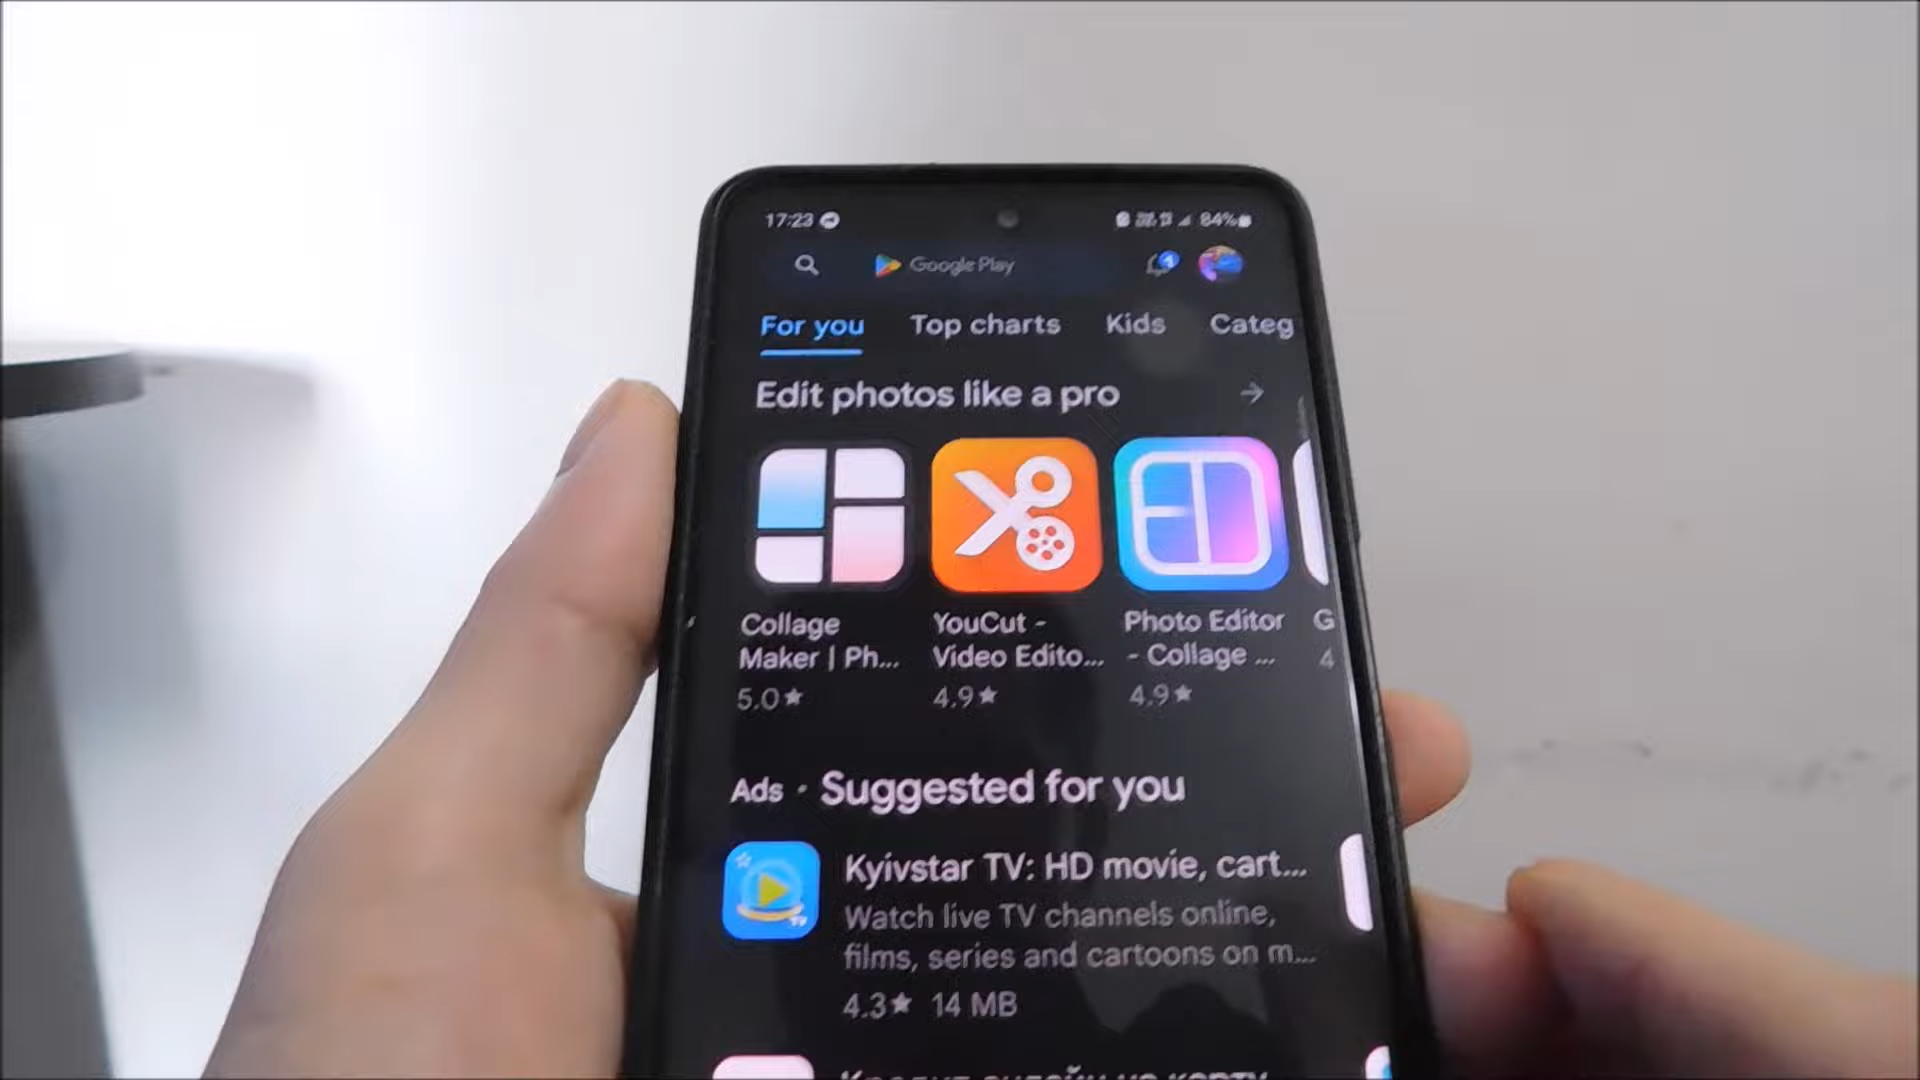 17:23 84%
Google Play
For you Top charts Kids Categ
Edit photos like a pro
Collage
Maker | Ph...
5.0★
YouCut -
Video Edito...
4.9★
Photo Editor
- Collage ...
4.9★
G
4
Ads · Suggested for you
Kyivstar TV: HD movie, cart...
Watch live TV channels online,
films, series and cartoons on m...
4.3★ 14 MB